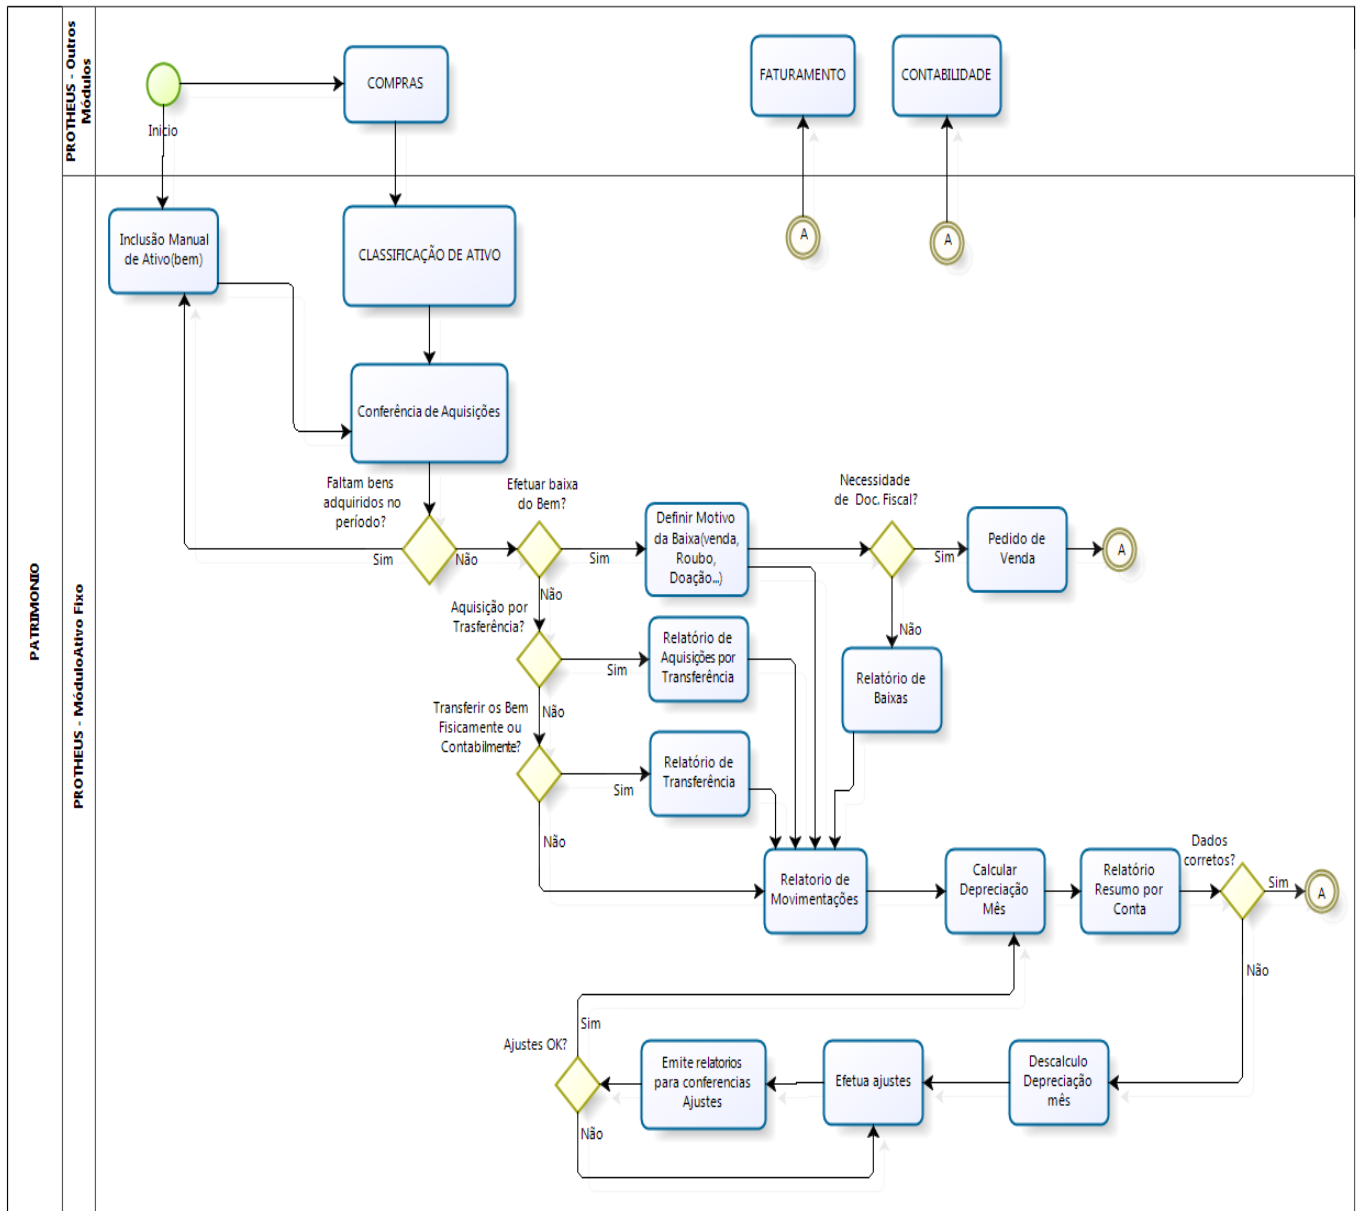 PATRIMONIO
PROTHEUS - Outros
Módulos
PROTHEUS - MóduloAtivo Fixo
Inicio
COMPRAS
FATURAMENTO
CONTABILIDADE
Inclusão Manual
de Ativo(bem)
CLASSIFICAÇÃO DE ATIVO
A
A
Conferência de Aquisições
Faltam bens
adquiridos no
período?
Sim
Não
Efetuar baixa
do Bem?
Sim
Não
Definir Motivo
da Baixa(venda,
Roubo,
Doação...)
Necessidade
de Doc. Fiscal?
Sim
Não
Pedido de
Venda
A
Aquisição por
Trasferência?
Sim
Não
Relatório de
Aquisições por
Transferência
Relatório de
Baixas
Transferir os Bem
Fisicamente ou
Contabilmente?
Sim
Não
Relatório de
Transferência
Relatorio de
Movimentações
Calcular
Depreciação
Mês
Relatório
Resumo por
Conta
Dados
corretos?
Sim
A
Não
Sim
Ajustes OK?
Não
Emite relatorios
para conferencias
Ajustes
Efetua ajustes
Descalculo
Depreciação
mês